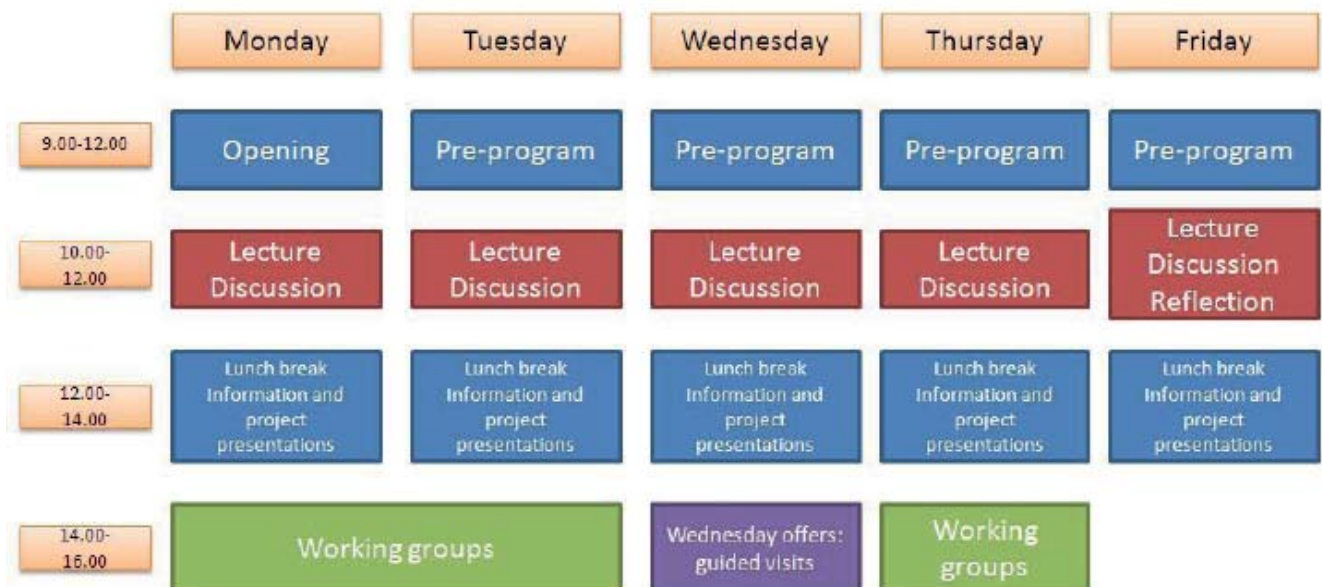 Monday Tuesday Wednesday Thursday Friday
9.00-12.00 Opening Pre-program Pre-program Pre-program Pre-program
10.00-
12.00
Lecture
Discussion
Lecture
Discussion
Lecture
Discussion
Lecture
Discussion
Lecture
Discussion
Reflection
12.00-
14.00
Lunch break
Information and
project
presentations
Lunch break
Information and
project
presentations
Lunch break
Information and
project
presentations
Lunch break
Information and
project
presentations
Lunch break
Information and
project
presentations
14.00-
16.00
Working groups
Wednesday offers:
guided visits
Working
groups